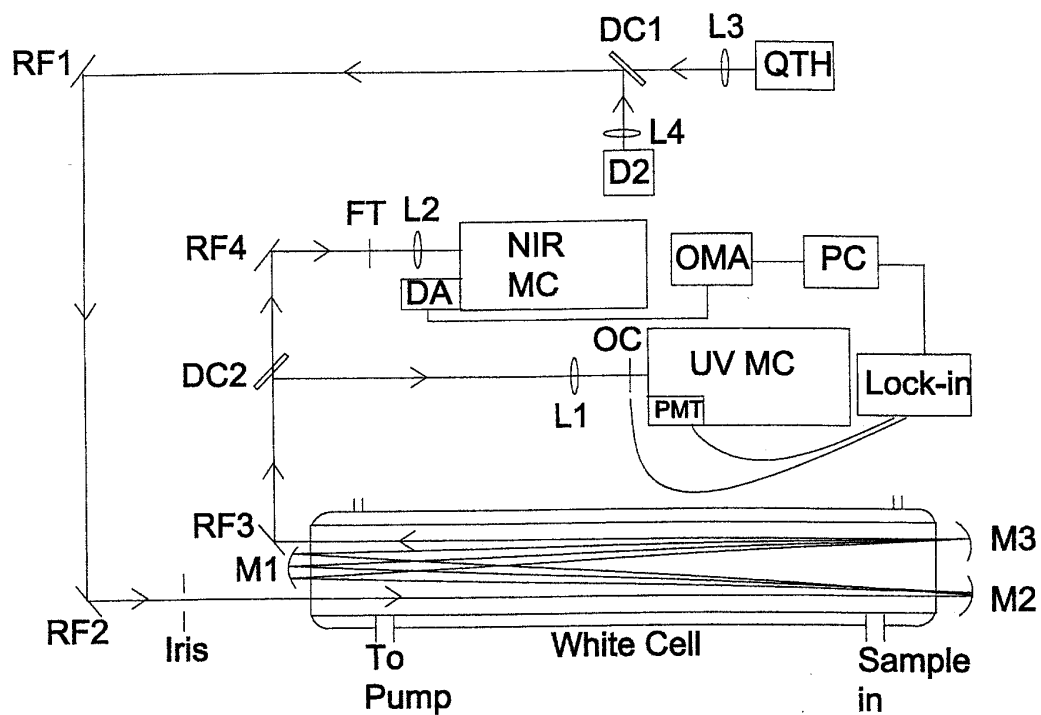 DC1
L3
RF1
QTH
L4
D2
FT
L2
RF4
NIR
MC
DA
OMA
PC
OC
DC2
UV MC
Lock-in
L1
PMT
RF3
M3
M1
M2
RF2
Iris
To
Pump
White Cell
Sample
in